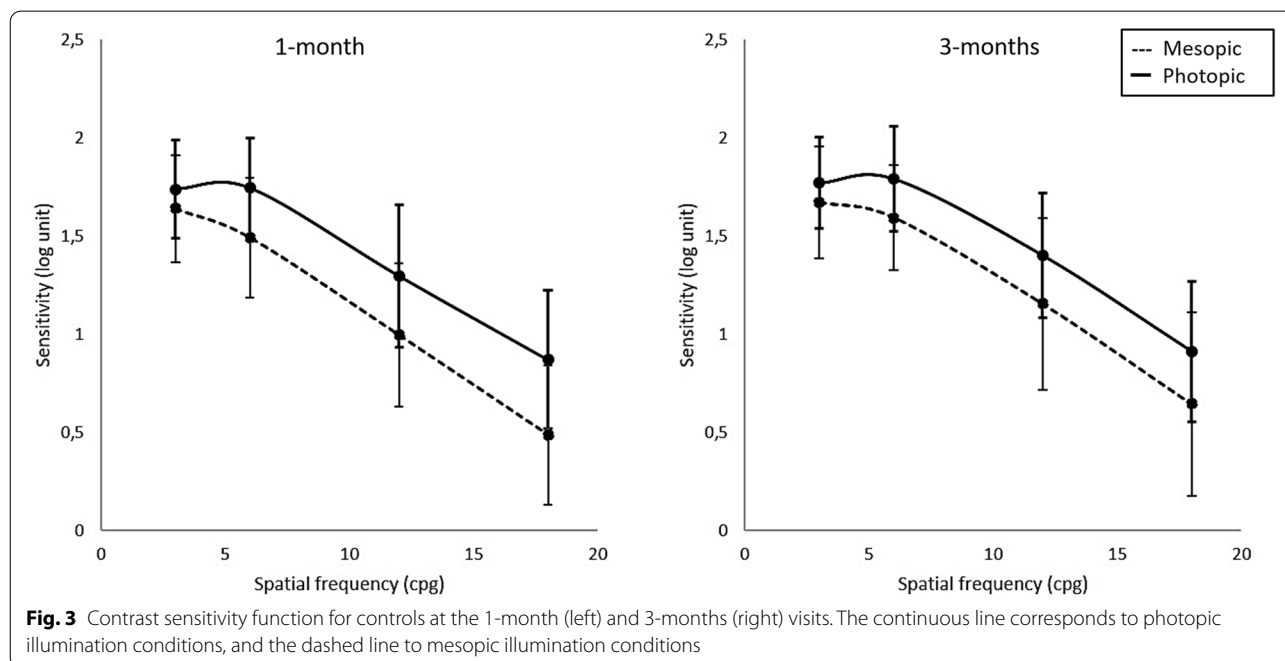 1-month
2,5
2
1,5
1
0,5
0
0 5 10 15 20
Sensitivity (log unit)
Spatial frequency (cpg)
3-months
Mesopic
Photopic
2,5
2
1,5
1
0,5
0
0 5 10 15 20
Sensitivity (log unit)
Spatial frequency (cpg)
Fig. 3 Contrast sensitivity function for controls at the 1-month (left) and 3-months (right) visits. The continuous line corresponds to photopic
illumination conditions, and the dashed line to mesopic illumination conditions